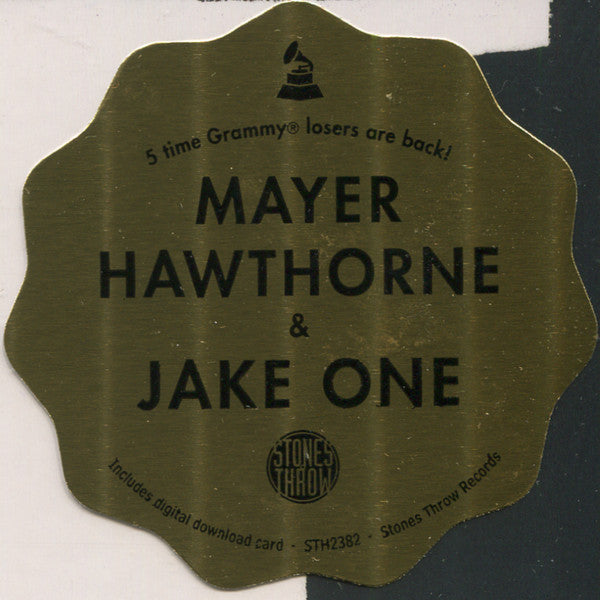 5 time Grammy® losers are back!
MAYER
HAWTHORNE
&
JAKE ONE
STONES
THROW
Includes digital download card - STH2382 - Stones Throw Records